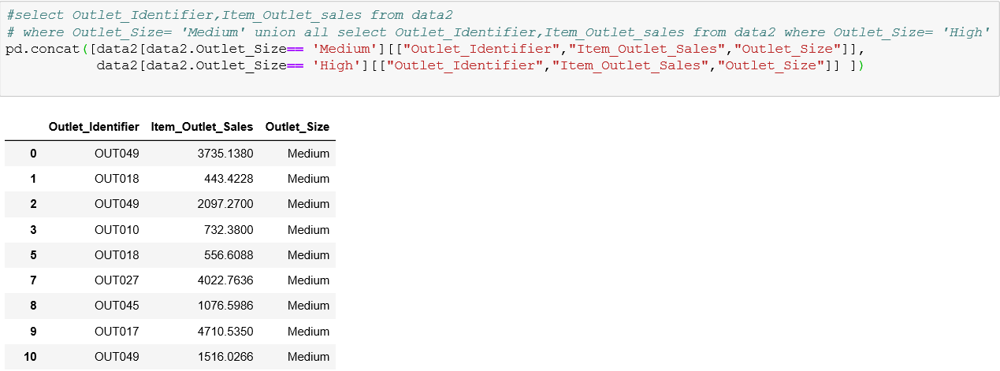 #select Outlet_Identifier,Item_Outlet_sales from data2
# where Outlet_Size= 'Medium' union all select Outlet_Identifier,Item_Outlet_sales from data2 where Outlet_Size= 'High'
pd.concat([data2[data2.Outlet_Size== 'Medium'][["Outlet_Identifier","Item_Outlet_Sales","Outlet_Size"]],
data2[data2.Outlet_Size== 'High'][["Outlet_Identifier","Item_Outlet_Sales","Outlet_Size"]] ])
Outlet_Identifier Item_Outlet_Sales Outlet_Size
0 OUT049 3735.1380 Medium
1 OUT018 443.4228 Medium
2 OUT049 2097.2700 Medium
3 OUT010 732.3800 Medium
5 OUT018 556.6088 Medium
7 OUT027 4022.7636 Medium
8 OUT045 1076.5986 Medium
9 OUT017 4710.5350 Medium
10 OUT049 1516.0266 Medium